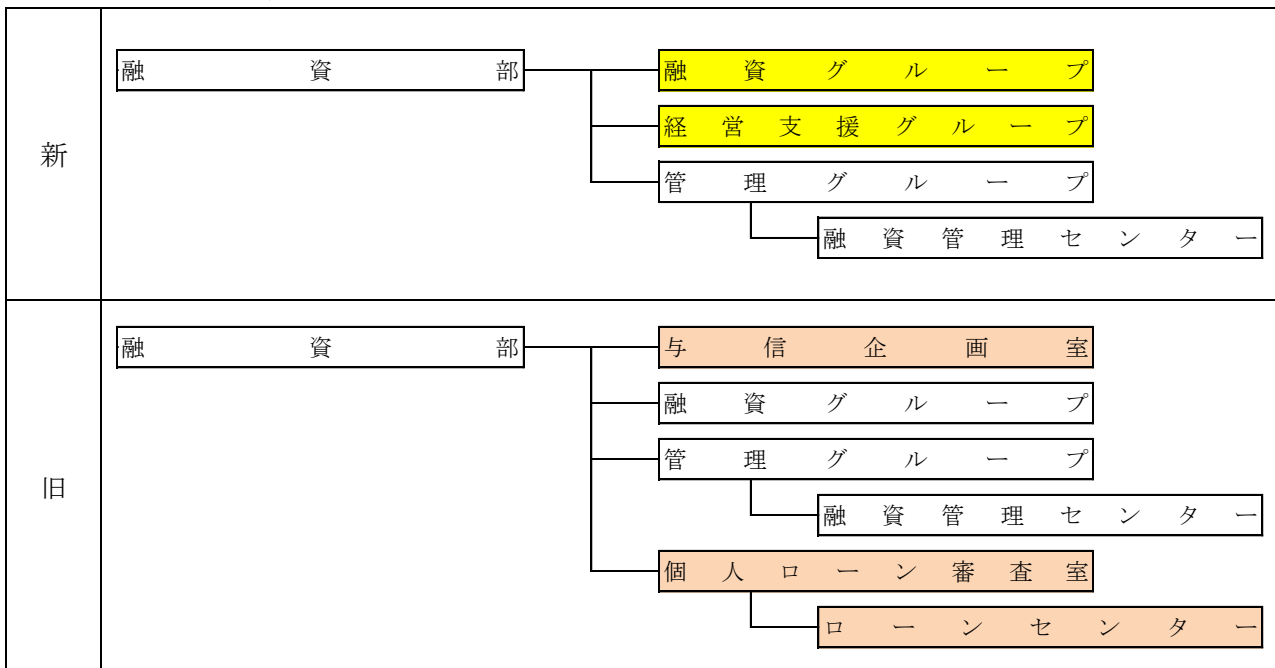 新
融資部
融資グループ
経営支援グループ
管理グループ
融資管理センター
旧
融資部
与信企画室
融資グループ
管理グループ
融資管理センター
個人ローン審査室
ローンセンター